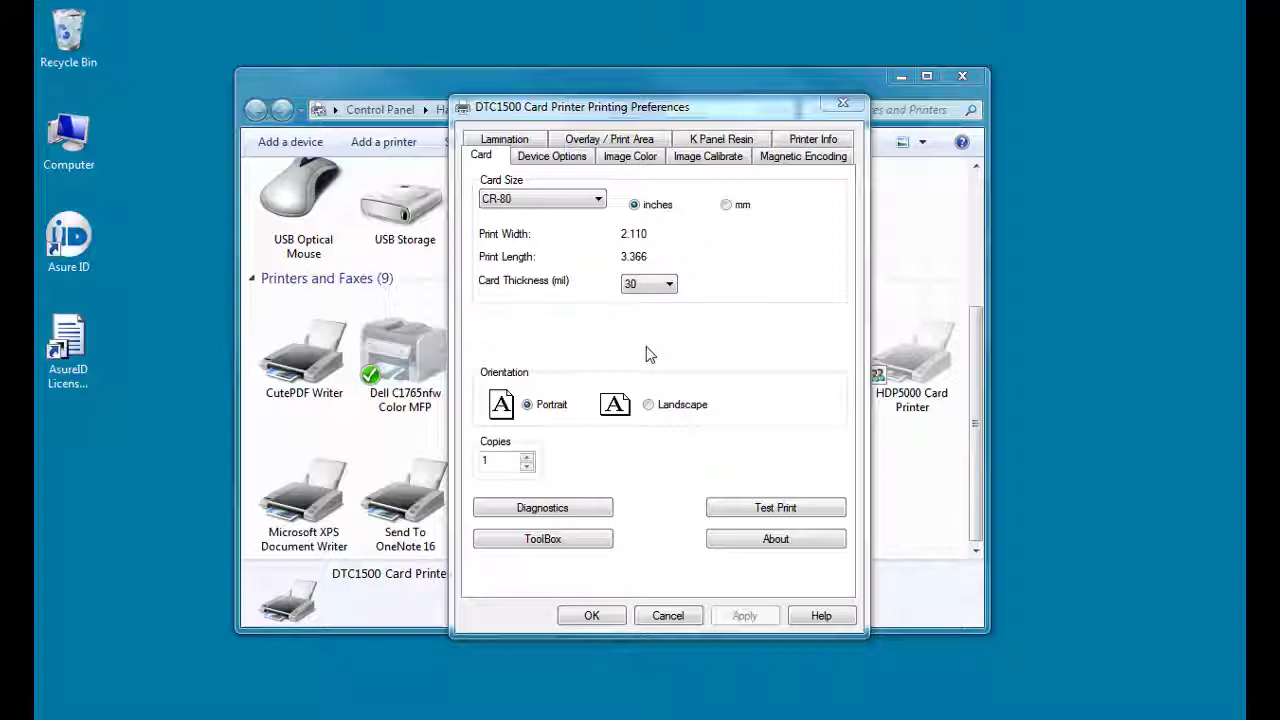 Recycle Bin
Computer
Asure ID
AsureID
Licens...
Control Panel
Ha
es and Printers
Add a device
Add a printer
USB Optical
Mouse
USB Storage
Printers and Faxes (9)
CutePDF Writer
Dell C1765nfw
Color MFP
HDP5000 Card
Printer
Microsoft XPS
Document Writer
Send To
OneNote 16
DTC1500 Card Printe
DTC1500 Card Printer Printing Preferences
Lamination
Overlay / Print Area
K Panel Resin
Printer Info
Card
Device Options
Image Color
Image Calibrate
Magnetic Encoding
Card Size
CR-80
inches
mm
Print Width:
2.110
Print Length:
3.366
Card Thickness (mil)
30
Orientation
A
Portrait
A
Landscape
Copies
1
Diagnostics
Test Print
ToolBox
About
OK
Cancel
Apply
Help